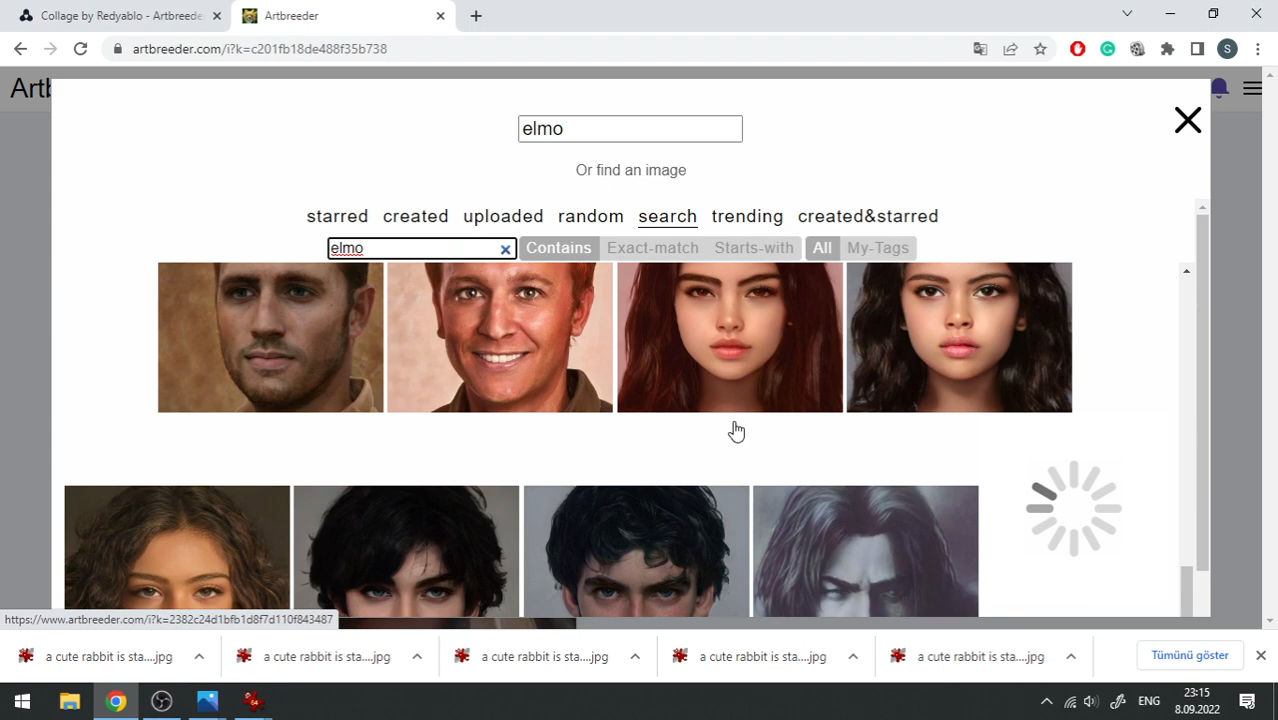 Collage by Redyablo - Artbreede
Artbreeder
artbreeder.com/i?k=c201fb18de488f35b738
S
Artb
elmo
Or find an image
starred created uploaded random search trending created&starred
elmo Contains Exact-match Starts-with All My-Tags
https://www.artbreeder.com/i?k=2382c24d1bfb1d8f7d110f843487
a cute rabbit is sta....jpg
a cute rabbit is sta....jpg
a cute rabbit is sta....jpg
a cute rabbit is sta....jpg
a cute rabbit is sta....jpg
Tümünü göster
64
ENG
23:15
8.09.2022